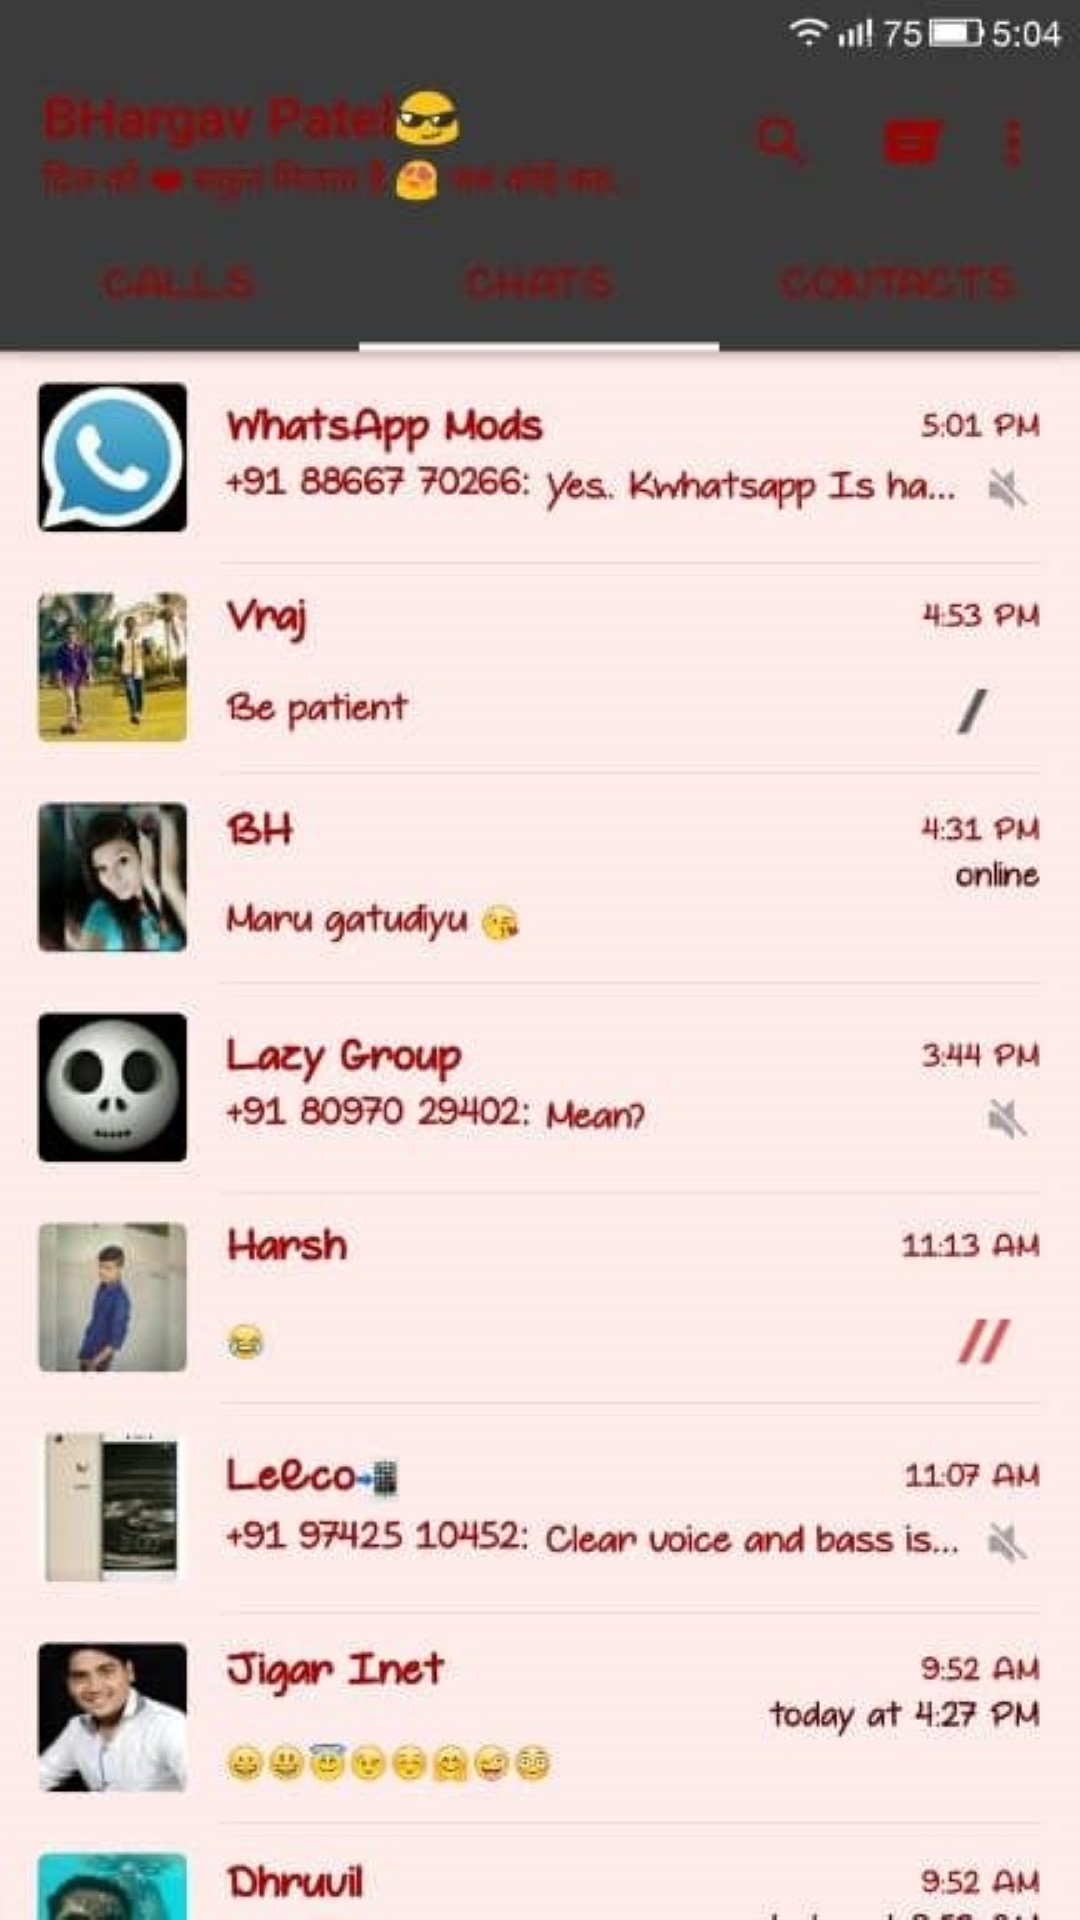 75 5:04
BHargav Patel😎
दिल को ❤ सकुन मिलता है 😍 जब कोई
CALLS CHATS CONTACTS
WhatsApp Mods 5:01 PM
+91 88667 70266: Yes.. Kwhatsapp Is ha...
Vraj 4:53 PM
Be patient
BH 4:31 PM
online
Maru gatudiyu 😘
Lazy Group 3:44 PM
+91 80970 29402: Mean?
Harsh 11:13 AM
😂
LeEco📲 11:07 AM
+91 97425 10452: Clear voice and bass is...
Jigar Inet 9:52 AM
today at 4:27 PM
😀😃😇😉😌🤗😜😳
Dhruvil 9:52 AM